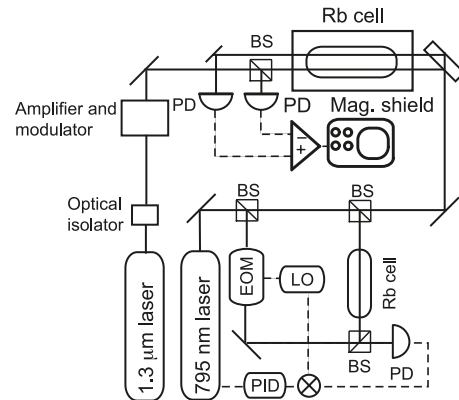 Rb cell
BS
Amplifier and
modulator
PD
PD
Mag. shield
−
+
Optical
isolator
BS
BS
1.3 μm laser
795 nm laser
EOM
LO
Rb cell
BS
PD
PID